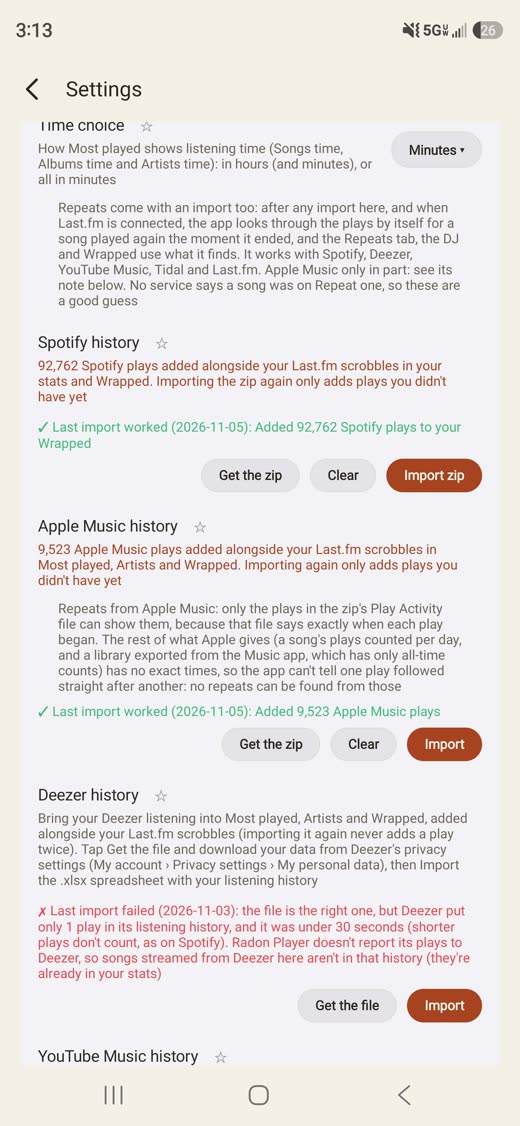 3:13
5G
26
Settings
Time choice ☆
How Most played shows listening time (Songs time,
Albums time and Artists time): in hours (and minutes), or
all in minutes
Minutes ▾
Repeats come with an import too: after any import here, and when
Last.fm is connected, the app looks through the plays by itself for a
song played again the moment it ended, and the Repeats tab, the DJ
and Wrapped use what it finds. It works with Spotify, Deezer,
YouTube Music, Tidal and Last.fm. Apple Music only in part: see its
note below. No service says a song was on Repeat one, so these are
a good guess
Spotify history ☆
92,762 Spotify plays added alongside your Last.fm scrobbles in your
stats and Wrapped. Importing the zip again only adds plays you didn't
have yet
✓ Last import worked (2026-11-05): Added 92,762 Spotify plays to your
Wrapped
Get the zip
Clear
Import zip
Apple Music history ☆
9,523 Apple Music plays added alongside your Last.fm scrobbles in
Most played, Artists and Wrapped. Importing again only adds plays you
didn't have yet
Repeats from Apple Music: only the plays in the zip's Play Activity
file can show them, because that file says exactly when each play
began. The rest of what Apple gives (a song's plays counted per day,
and a library exported from the Music app, which has only all-time
counts) has no exact times, so the app can't tell one play followed
straight after another: no repeats can be found from those
✓ Last import worked (2026-11-05): Added 9,523 Apple Music plays
Get the zip
Clear
Import
Deezer history ☆
Bring your Deezer listening into Most played, Artists and Wrapped, added
alongside your Last.fm scrobbles (importing it again never adds a play
twice). Tap Get the file and download your data from Deezer's privacy
settings (My account › Privacy settings › My personal data), then Import
the .xlsx spreadsheet with your listening history
✗ Last import failed (2026-11-03): the file is the right one, but Deezer put
only 1 play in its listening history, and it was under 30 seconds (shorter
plays don't count, as on Spotify). Radon Player doesn't report its plays to
Deezer, so songs streamed from Deezer here aren't in that history (they're
already in your stats)
Get the file
Import
YouTube Music history ☆